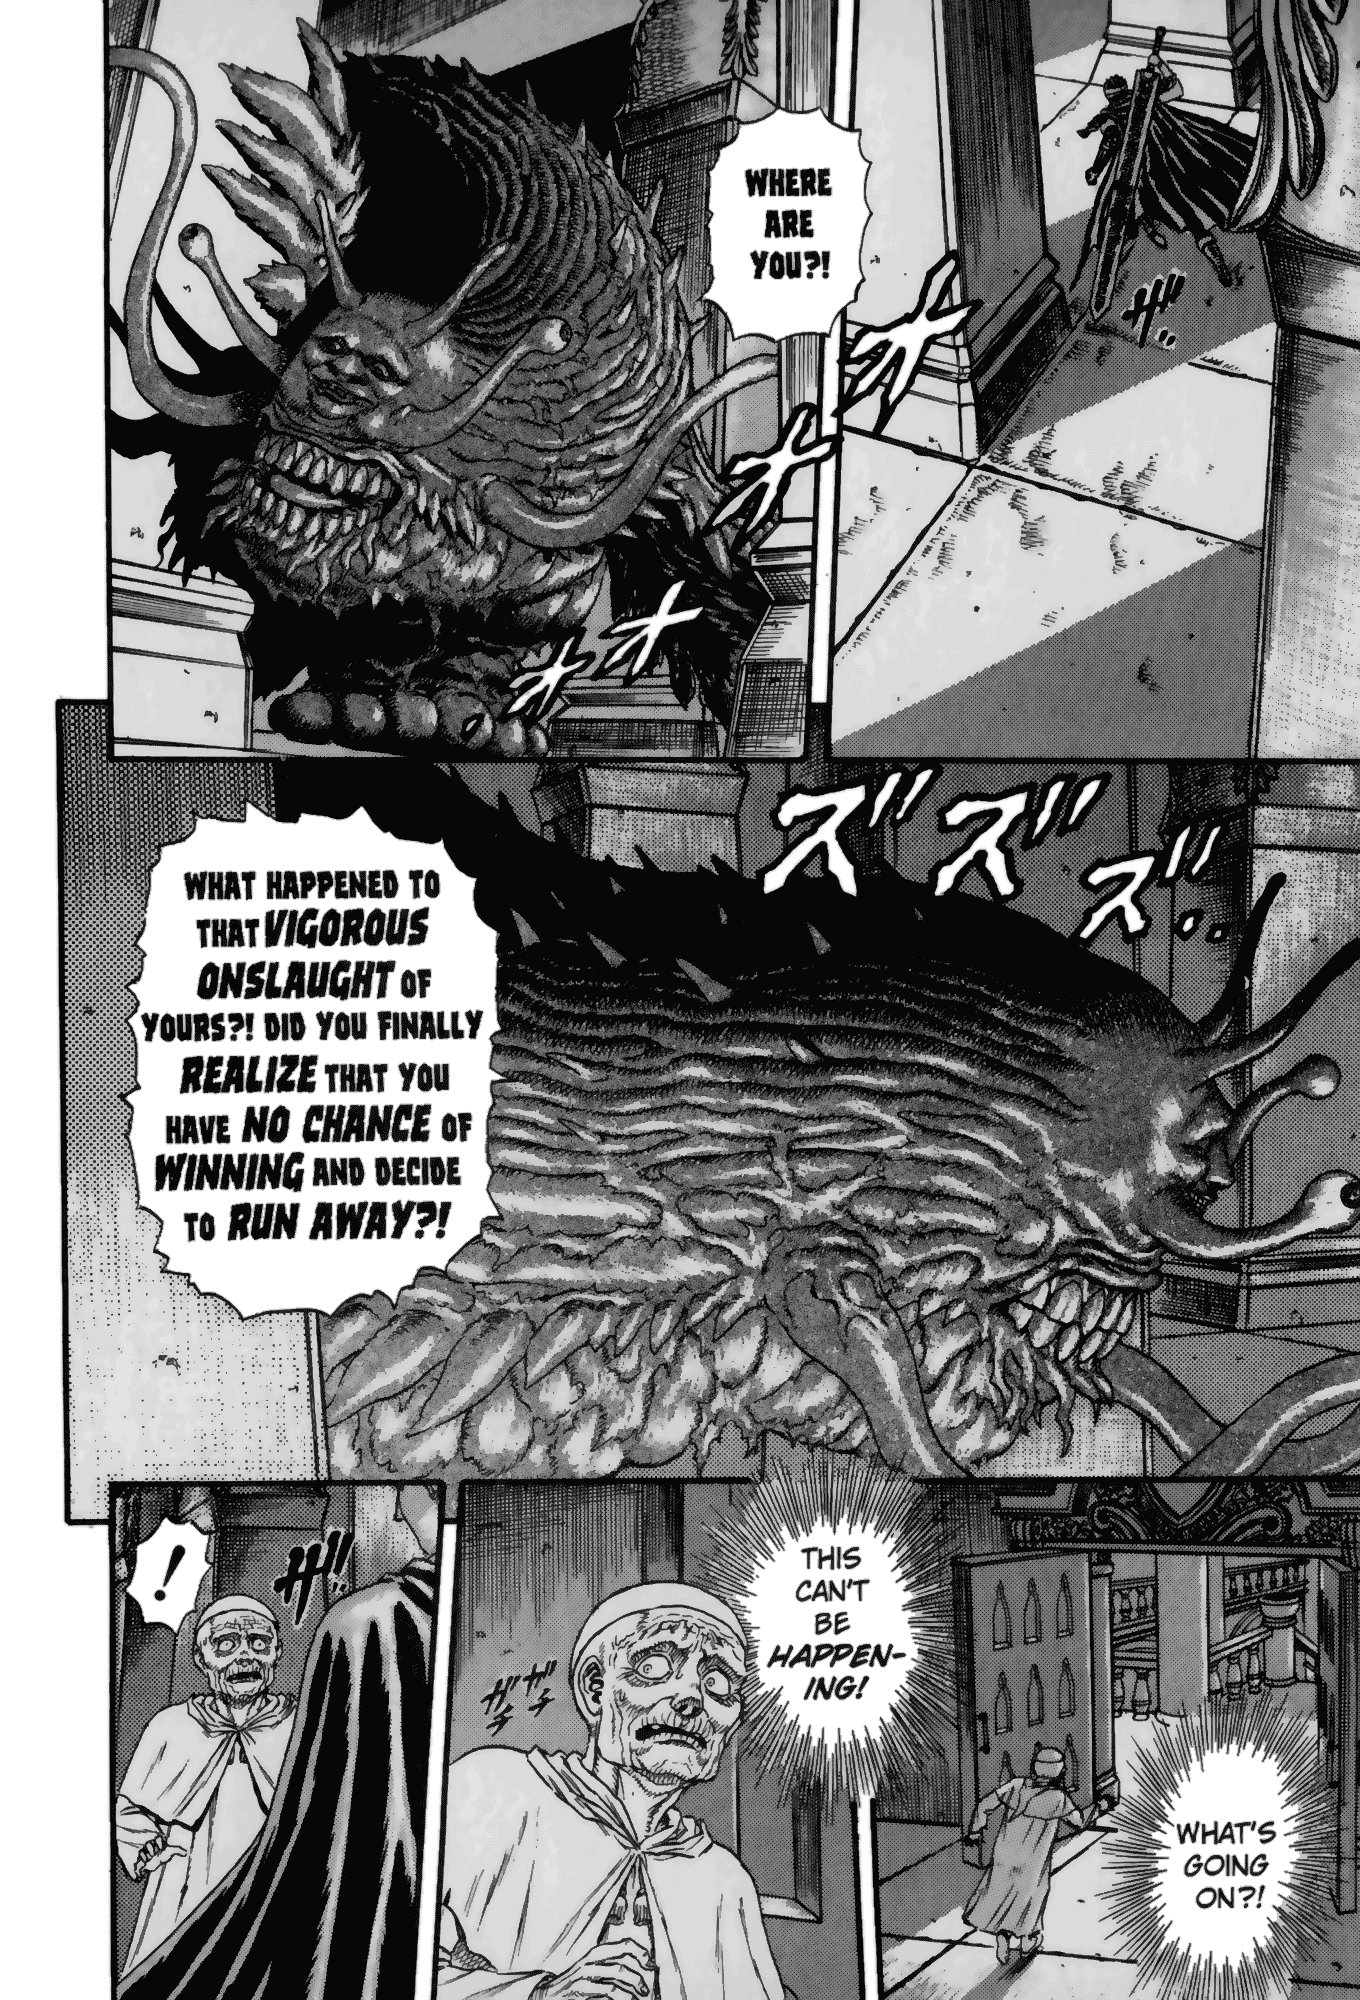 ザ"..
WHERE
ARE
YOU?!
オオ
オオ
ズズズ..
WHAT HAPPENED TO
THAT VIGOROUS
ONSLAUGHT OF
YOURS?! DID YOU FINALLY
REALIZE THAT YOU
HAVE NO CHANCE OF
WINNING AND DECIDE
TO RUN AWAY?!
WHAT'S
GOING
ON?!
THIS
CAN'T
BE
HAPPEN-
ING!
ガチ
ガチ
ザ!!
!